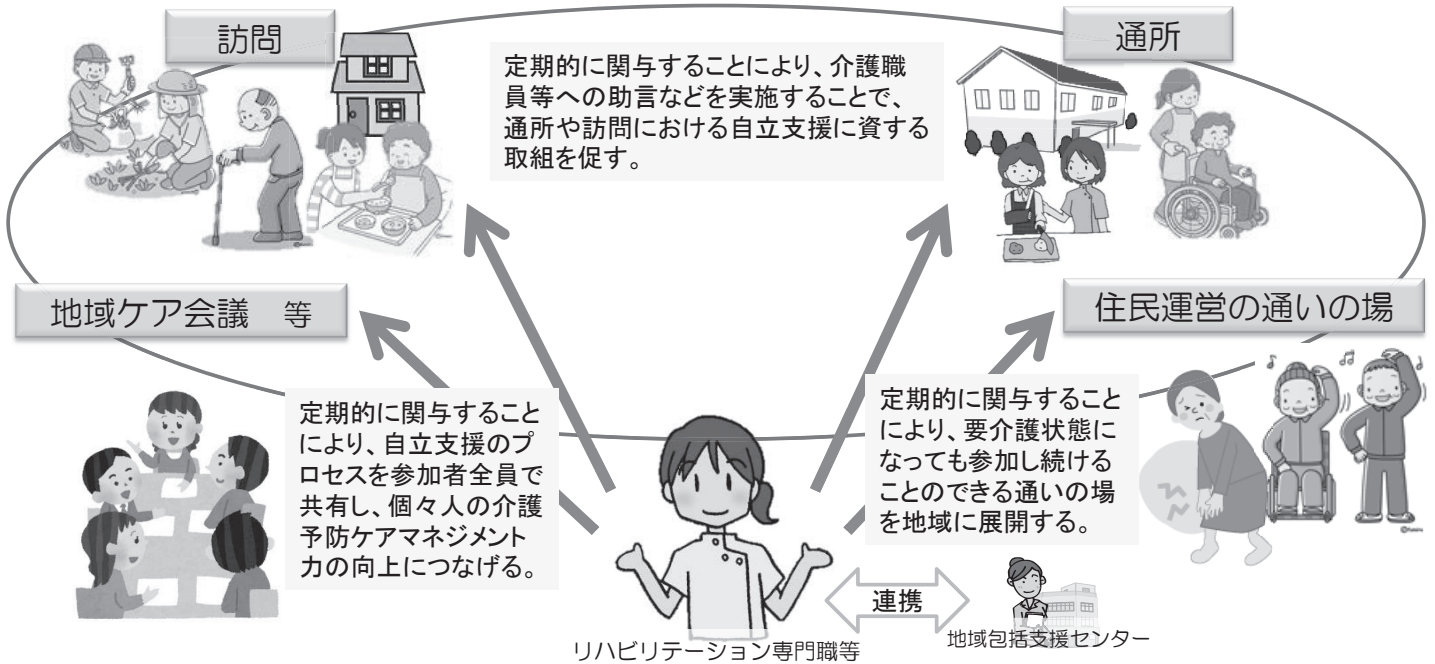 訪問
通所
定期的に関与することにより、介護職
員等への助言などを実施することで、
通所や訪問における自立支援に資する
取組を促す。
地域ケア会議　等
住民運営の通いの場
定期的に関与すること
により、自立支援のプ
ロセスを参加者全員で
共有し、個々人の介護
予防ケアマネジメント
力の向上につなげる。
定期的に関与すること
により、要介護状態に
なっても参加し続ける
ことのできる通いの場
を地域に展開する。
連携
リハビリテーション専門職等
地域包括支援センター